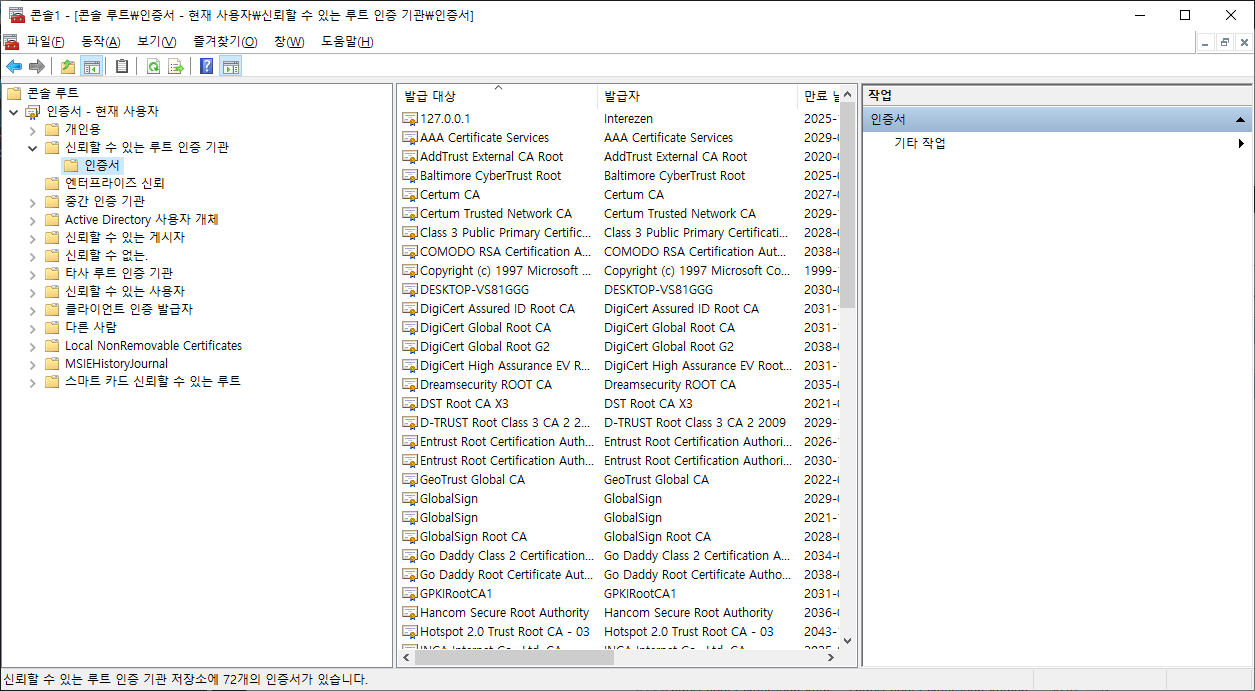 콘솔1 - [콘솔 루트₩인증서 - 현재 사용자₩신뢰할 수 있는 루트 인증 기관₩인증서]
파일(F) 동작(A) 보기(V) 즐겨찾기(O) 창(W) 도움말(H)
콘솔 루트
인증서 - 현재 사용자
개인용
신뢰할 수 있는 루트 인증 기관
인증서
엔터프라이즈 신뢰
중간 인증 기관
Active Directory 사용자 개체
신뢰할 수 있는 게시자
신뢰할 수 없는.
타사 루트 인증 기관
신뢰할 수 있는 사용자
클라이언트 인증 발급자
다른 사람
Local NonRemovable Certificates
MSIEHistoryJournal
스마트 카드 신뢰할 수 있는 루트
발급 대상 발급자 만료
127.0.0.1 Interezen 2025-
AAA Certificate Services AAA Certificate Services 2029-
AddTrust External CA Root AddTrust External CA Root 2020-
Baltimore CyberTrust Root Baltimore CyberTrust Root 2025-
Certum CA Certum CA 2027-
Certum Trusted Network CA Certum Trusted Network CA 2029-
Class 3 Public Primary Certific... Class 3 Public Primary Certificati... 2028-
COMODO RSA Certification A... COMODO RSA Certification Aut... 2038-
Copyright (c) 1997 Microsoft ... Copyright (c) 1997 Microsoft Co... 1999-
DESKTOP-VS81GGG DESKTOP-VS81GGG 2030-
DigiCert Assured ID Root CA DigiCert Assured ID Root CA 2031-
DigiCert Global Root CA DigiCert Global Root CA 2031-
DigiCert Global Root G2 DigiCert Global Root G2 2038-
DigiCert High Assurance EV R... DigiCert High Assurance EV Root... 2031-
Dreamsecurity ROOT CA Dreamsecurity ROOT CA 2035-
DST Root CA X3 DST Root CA X3 2021-
D-TRUST Root Class 3 CA 2 2... D-TRUST Root Class 3 CA 2 2009 2029-
Entrust Root Certification Auth... Entrust Root Certification Authori... 2026-
Entrust Root Certification Auth... Entrust Root Certification Authori... 2030-
GeoTrust Global CA GeoTrust Global CA 2022-
GlobalSign GlobalSign 2029-
GlobalSign GlobalSign 2021-
GlobalSign Root CA GlobalSign Root CA 2028-
Go Daddy Class 2 Certification... Go Daddy Class 2 Certification A... 2034-
Go Daddy Root Certificate Aut... Go Daddy Root Certificate Autho... 2038-
GPKIRootCA1 GPKIRootCA1 2031-
Hancom Secure Root Authority Hancom Secure Root Authority 2036-
Hotspot 2.0 Trust Root CA - 03 Hotspot 2.0 Trust Root CA - 03 2043-
작업
인증서
기타 작업
신뢰할 수 있는 루트 인증 기관 저장소에 72개의 인증서가 있습니다.